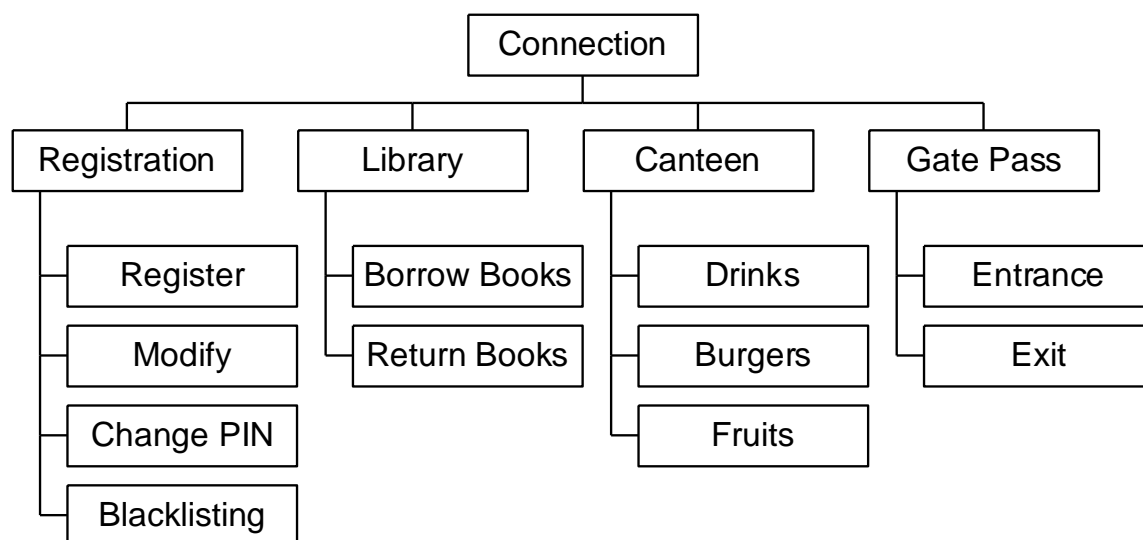 Connection
Registration
Library
Canteen
Gate Pass
Register
Modify
Change PIN
Blacklisting
Borrow Books
Return Books
Drinks
Burgers
Fruits
Entrance
Exit